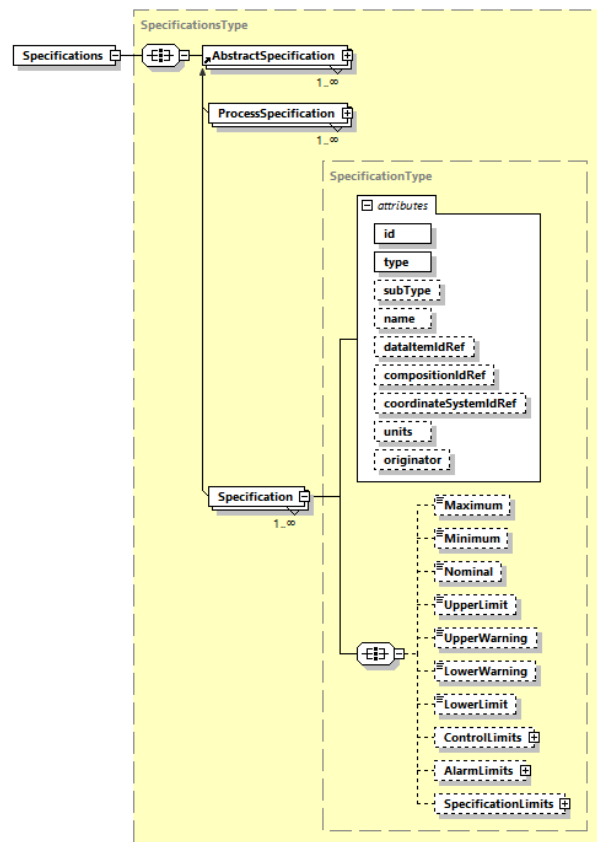 SpecificationsType
Specifications
AbstractSpecification
1..∞
ProcessSpecification
1..∞
SpecificationType
attributes
id
type
subType
name
dataItemIdRef
compositionIdRef
coordinateSystemIdRef
units
originator
Specification
1..∞
Maximum
Minimum
Nominal
UpperLimit
UpperWarning
LowerWarning
LowerLimit
ControlLimits
AlarmLimits
SpecificationLimits